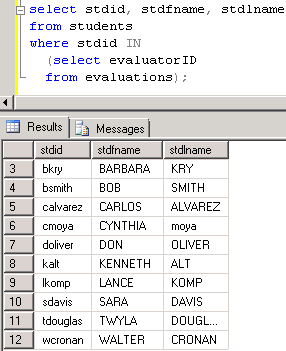 select stdid, stdfname, stdlname
from students
where stdid IN
(select evaluatorID
from evaluations);
Results Messages
stdid stdfname stdlname
3 bkry BARBARA KRY
4 bsmith BOB SMITH
5 calvarez CARLOS ALVAREZ
6 cmoya CYNTHIA moya
7 doliver DON OLIVER
8 kalt KENNETH ALT
9 lkomp LANCE KOMP
10 sdavis SARA DAVIS
11 tdouglas TWYLA DOUGL...
12 wcronan WALTER CRONAN